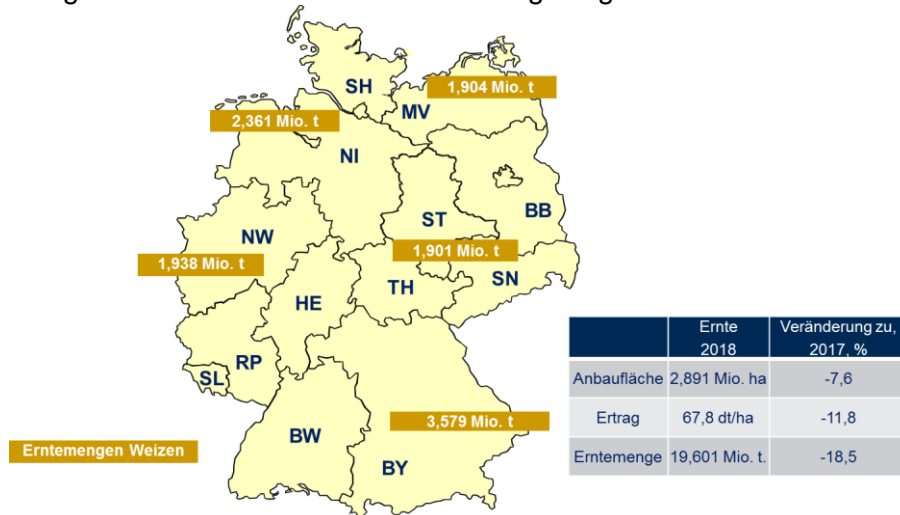 SH
1,904 Mio. t
MV
2,361 Mio. t
NI
BB
ST
NW
1,901 Mio. t
1,938 Mio. t
SN
TH
HE
RP
SL
3,579 Mio. t
BW
BY
Erntemengen Weizen
Ernte 2018
Veränderung zu, 2017, %
Anbaufläche 2,891 Mio. ha -7,6
Ertrag 67,8 dt/ha -11,8
Erntemenge 19,601 Mio. t. -18,5